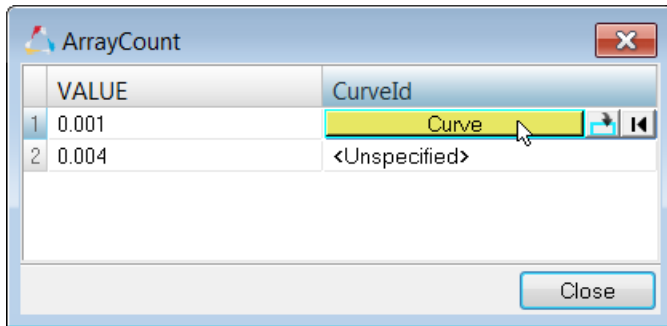 ArrayCount
VALUE CurveId
1 0.001 Curve
2 0.004 <Unspecified>
Close